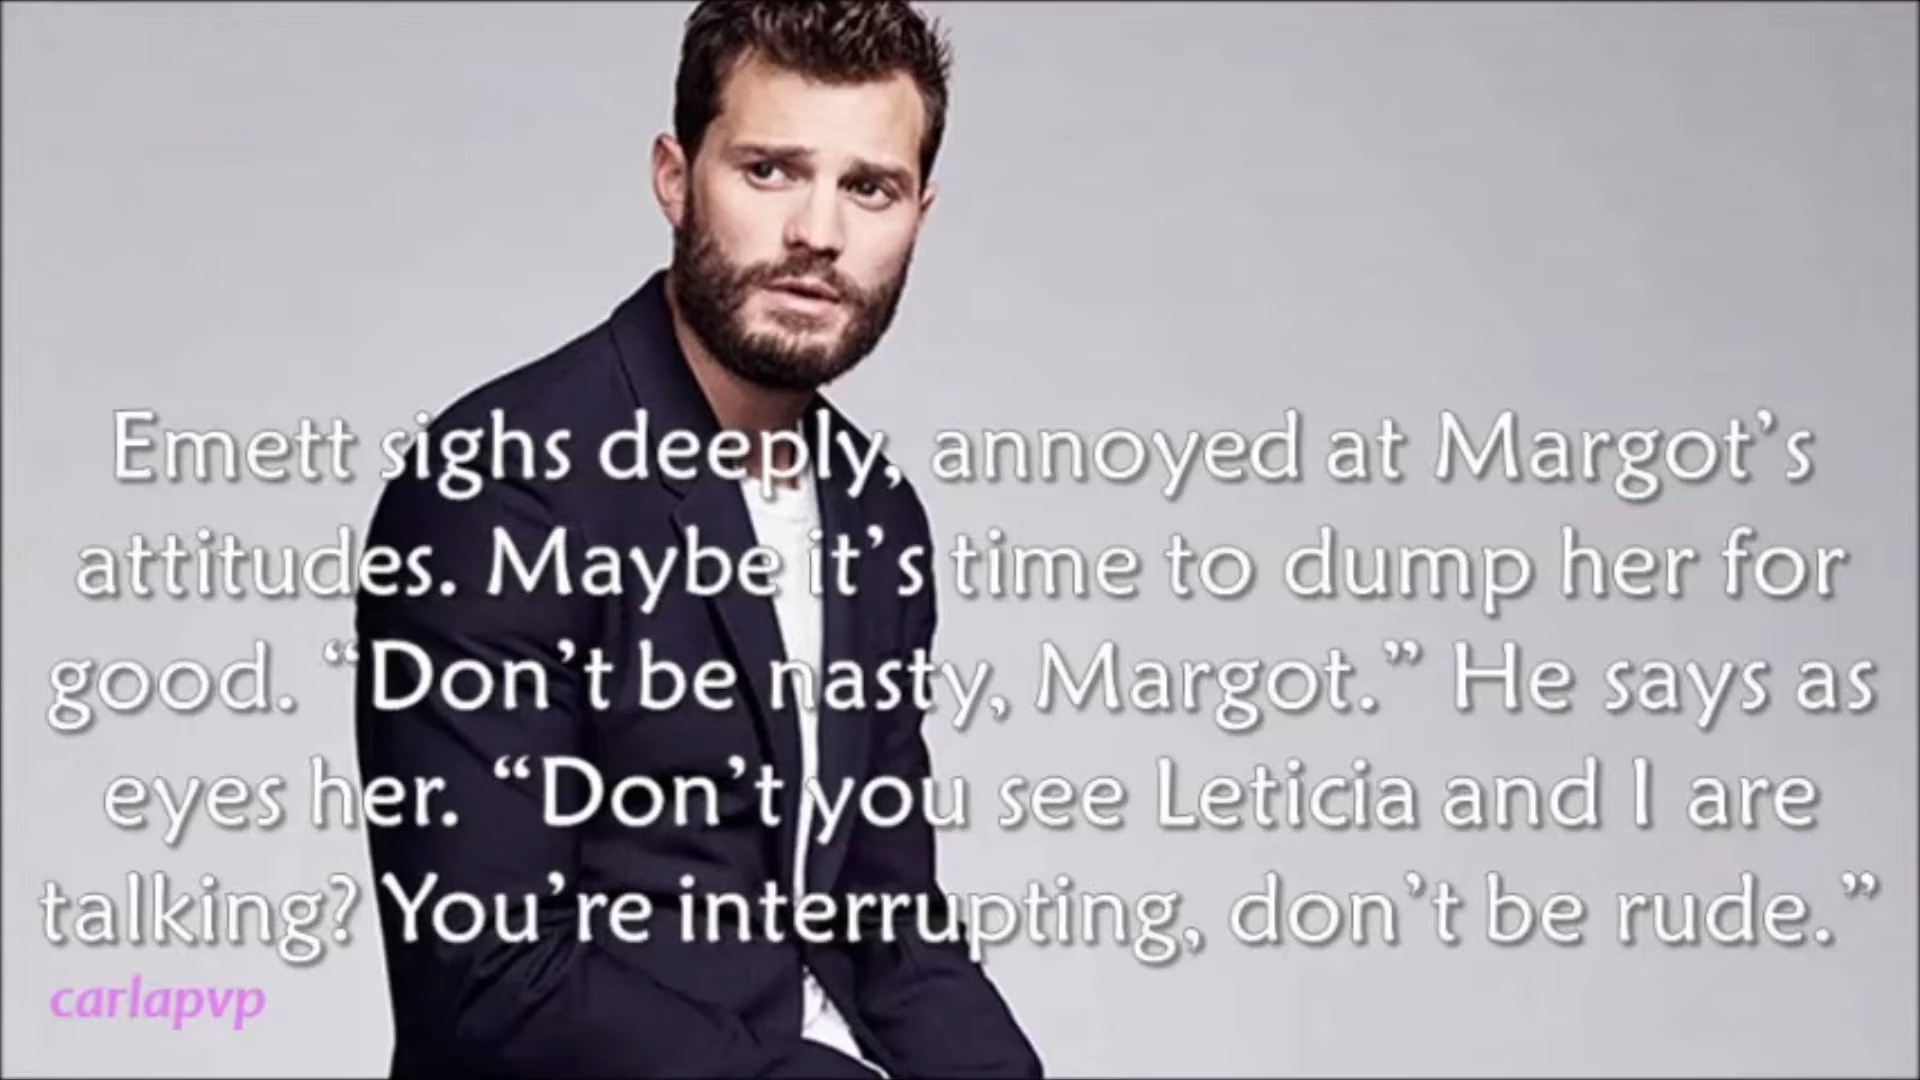 Emett sighs deeply, annoyed at Margot’s
attitudes. Maybe it’s time to dump her for
good. “Don’t be nasty, Margot.” He says as
eyes her. “Don’t you see Leticia and I are
talking? You’re interrupting, don’t be rude.”
carlapvp